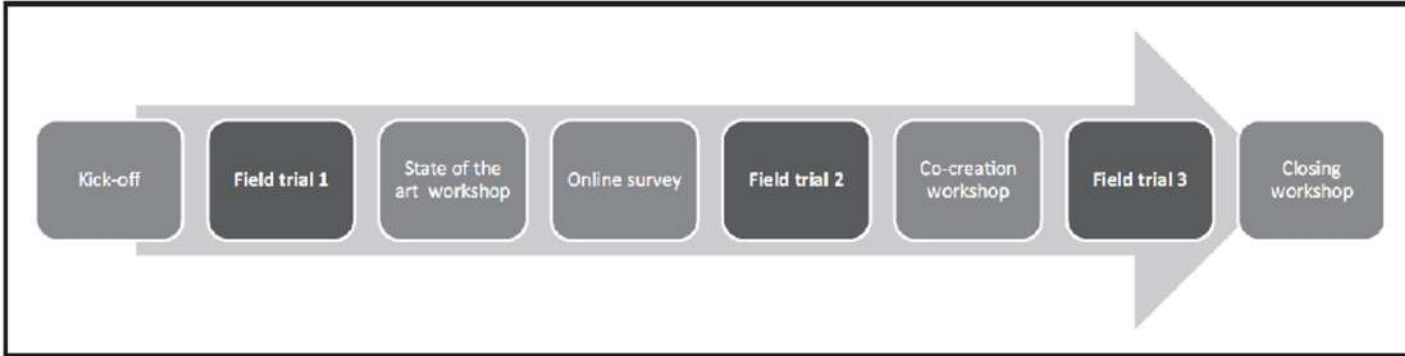 Kick-off
Field trial 1
State of the
art workshop
Online survey
Field trial 2
Co-creation
workshop
Field trial 3
Closing
workshop